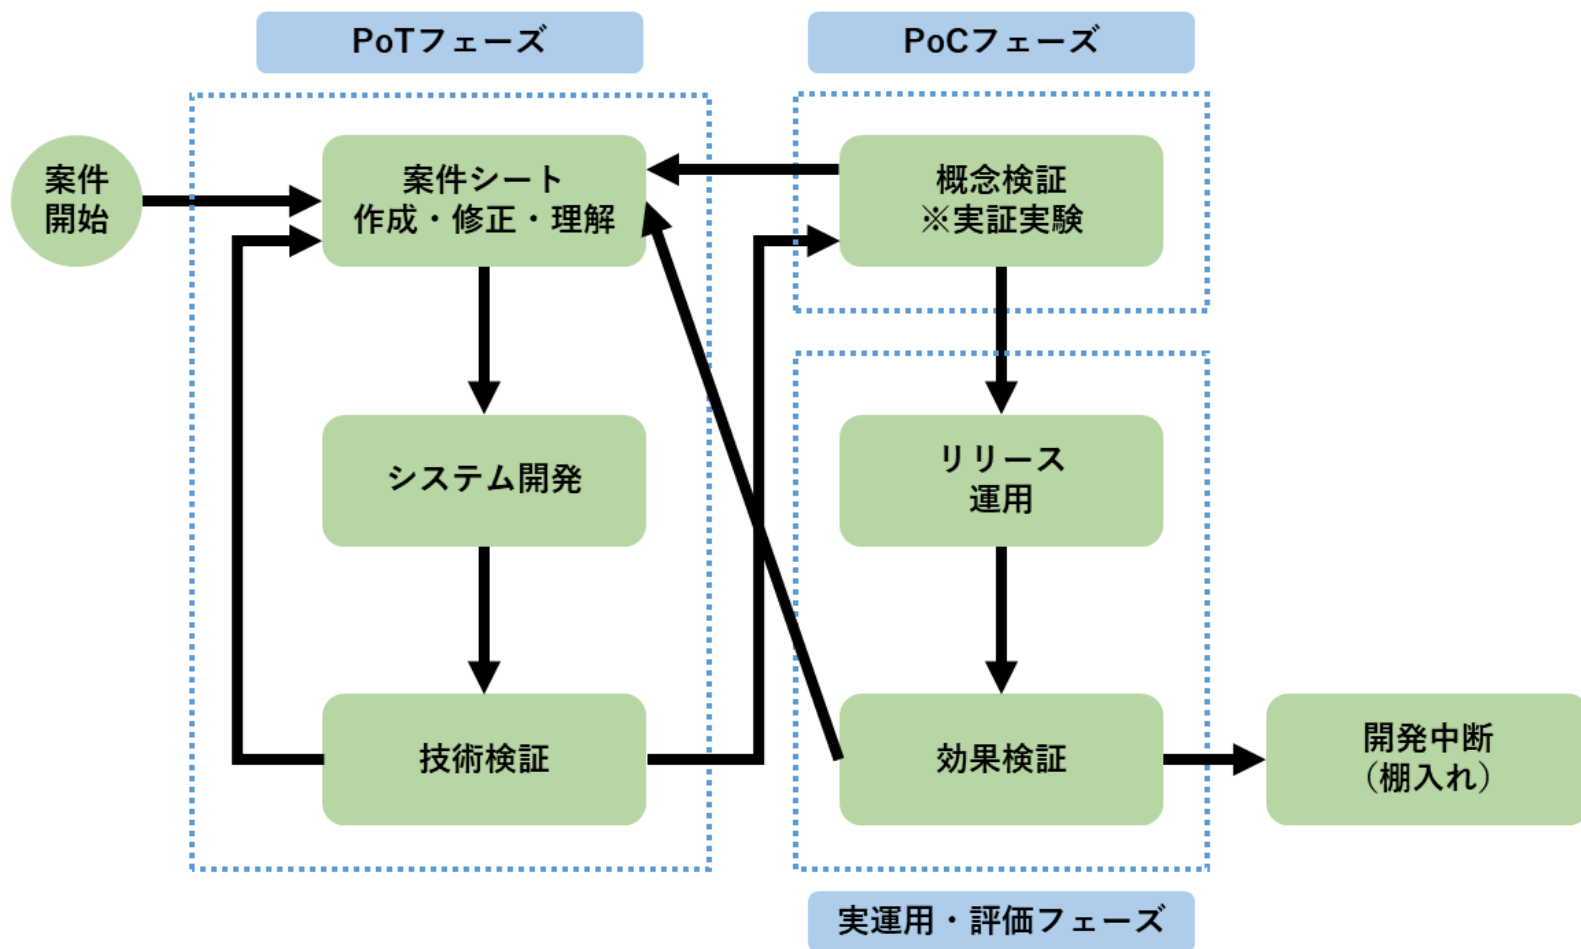 PoTフェーズ
PoCフェーズ
案件
開始
案件シート
作成・修正・理解
概念検証
※実証実験
システム開発
リリース
運用
技術検証
効果検証
開発中断
（棚入れ）
実運用・評価フェーズ